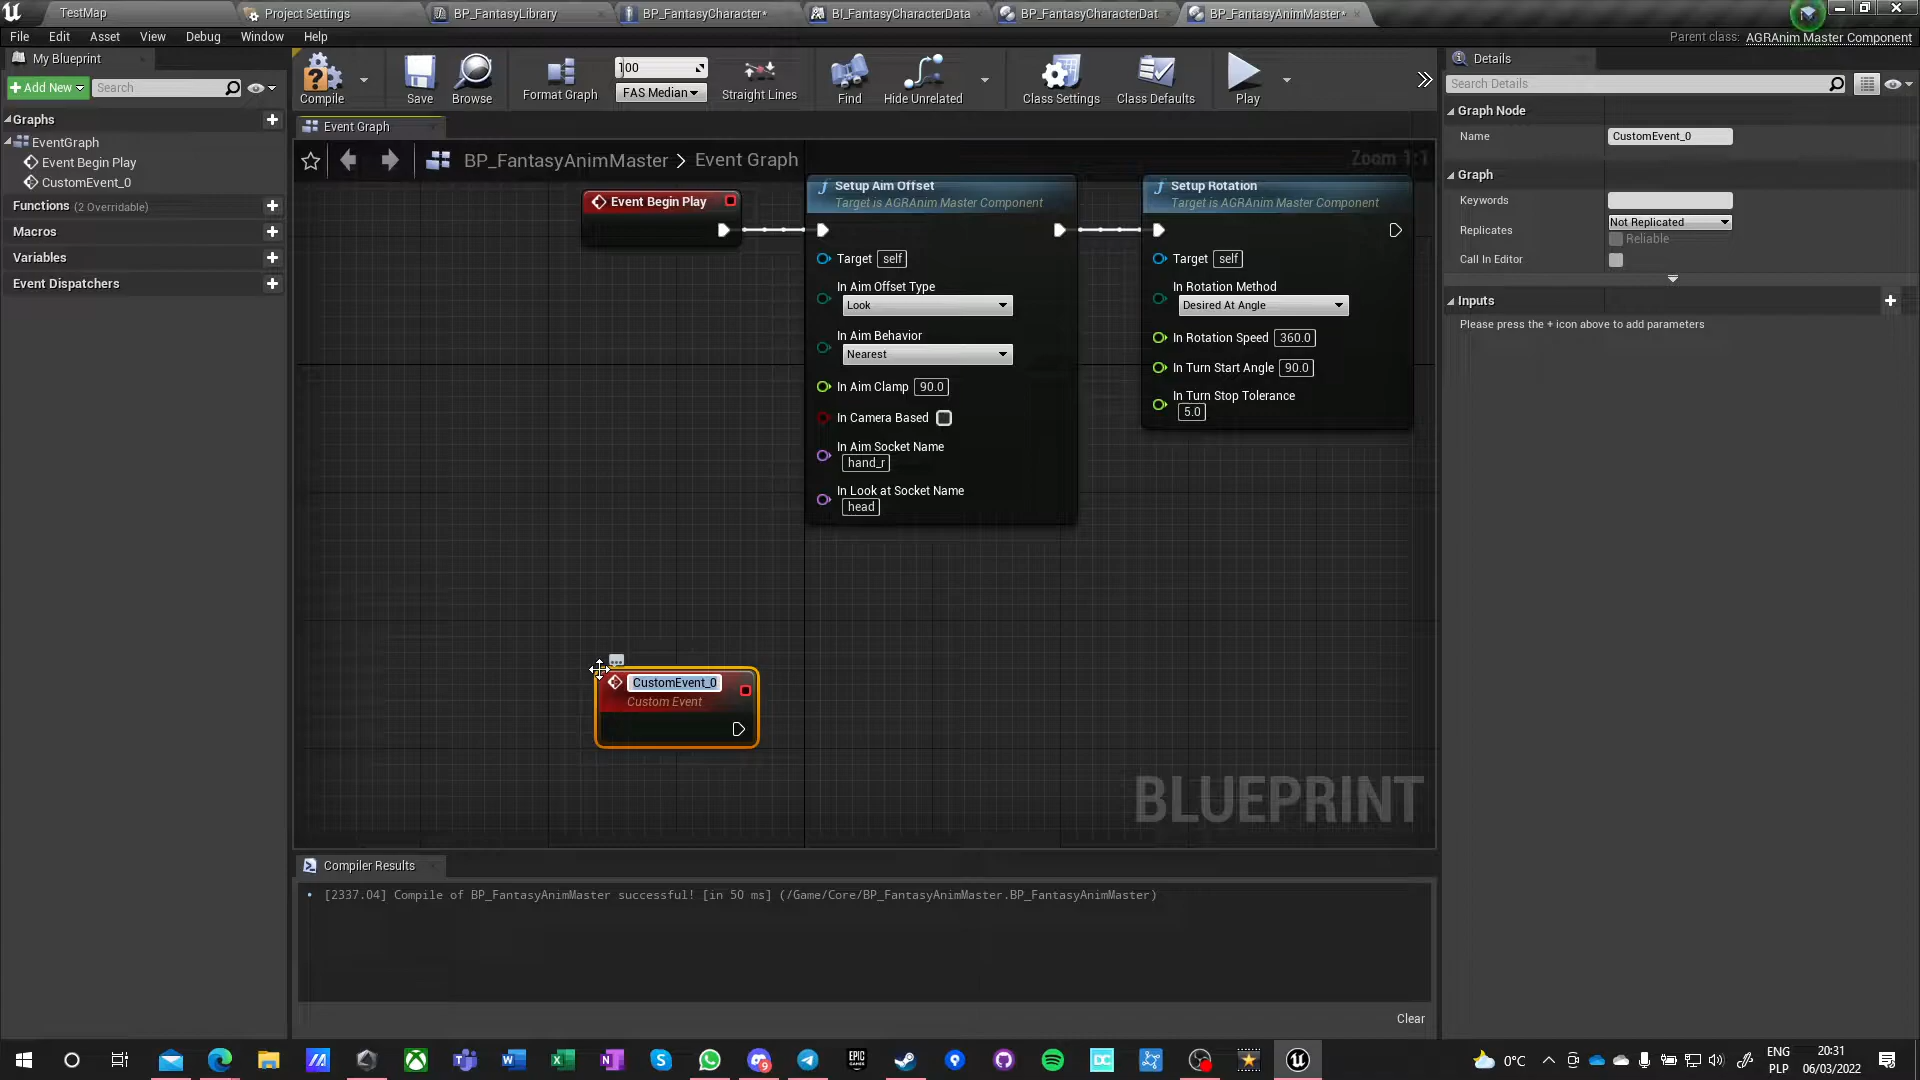 TestMap
Project Settings
BP_FantasyLibrary
BP_FantasyCharacter*
BI_FantasyCharacterData
BP_FantasyCharacterDat
BP_FantasyAnimMaster*
File Edit Asset View Debug Window Help
Parent class: AGRAnim Master Component
My Blueprint
+ Add New
Search
Compile
Save
Browse
Format Graph
100
FAS Median
Straight Lines
Find
Hide Unrelated
Class Settings
Class Defaults
Play
Details
Search Details
Graphs
EventGraph
Event Begin Play
CustomEvent_0
Functions (2 Overridable)
Macros
Variables
Event Dispatchers
Event Graph
BP_FantasyAnimMaster > Event Graph
Zoom 1:1
Event Begin Play
Setup Aim Offset
Target is AGRAnim Master Component
Target self
In Aim Offset Type
Look
In Aim Behavior
Nearest
In Aim Clamp 90.0
In Camera Based
In Aim Socket Name
hand_r
In Look at Socket Name
head
Setup Rotation
Target is AGRAnim Master Component
Target self
In Rotation Method
Desired At Angle
In Rotation Speed 360.0
In Turn Start Angle 90.0
In Turn Stop Tolerance
5.0
CustomEvent_0
Custom Event
BLUEPRINT
Graph Node
Name CustomEvent_0
Graph
Keywords
Replicates Not Replicated
Reliable
Call In Editor
Inputs
Please press the + icon above to add parameters
Compiler Results
[2337.04] Compile of BP_FantasyAnimMaster successful! [in 50 ms] (/Game/Core/BP_FantasyAnimMaster.BP_FantasyAnimMaster)
Clear
0°C
ENG
PLP
20:31
06/03/2022